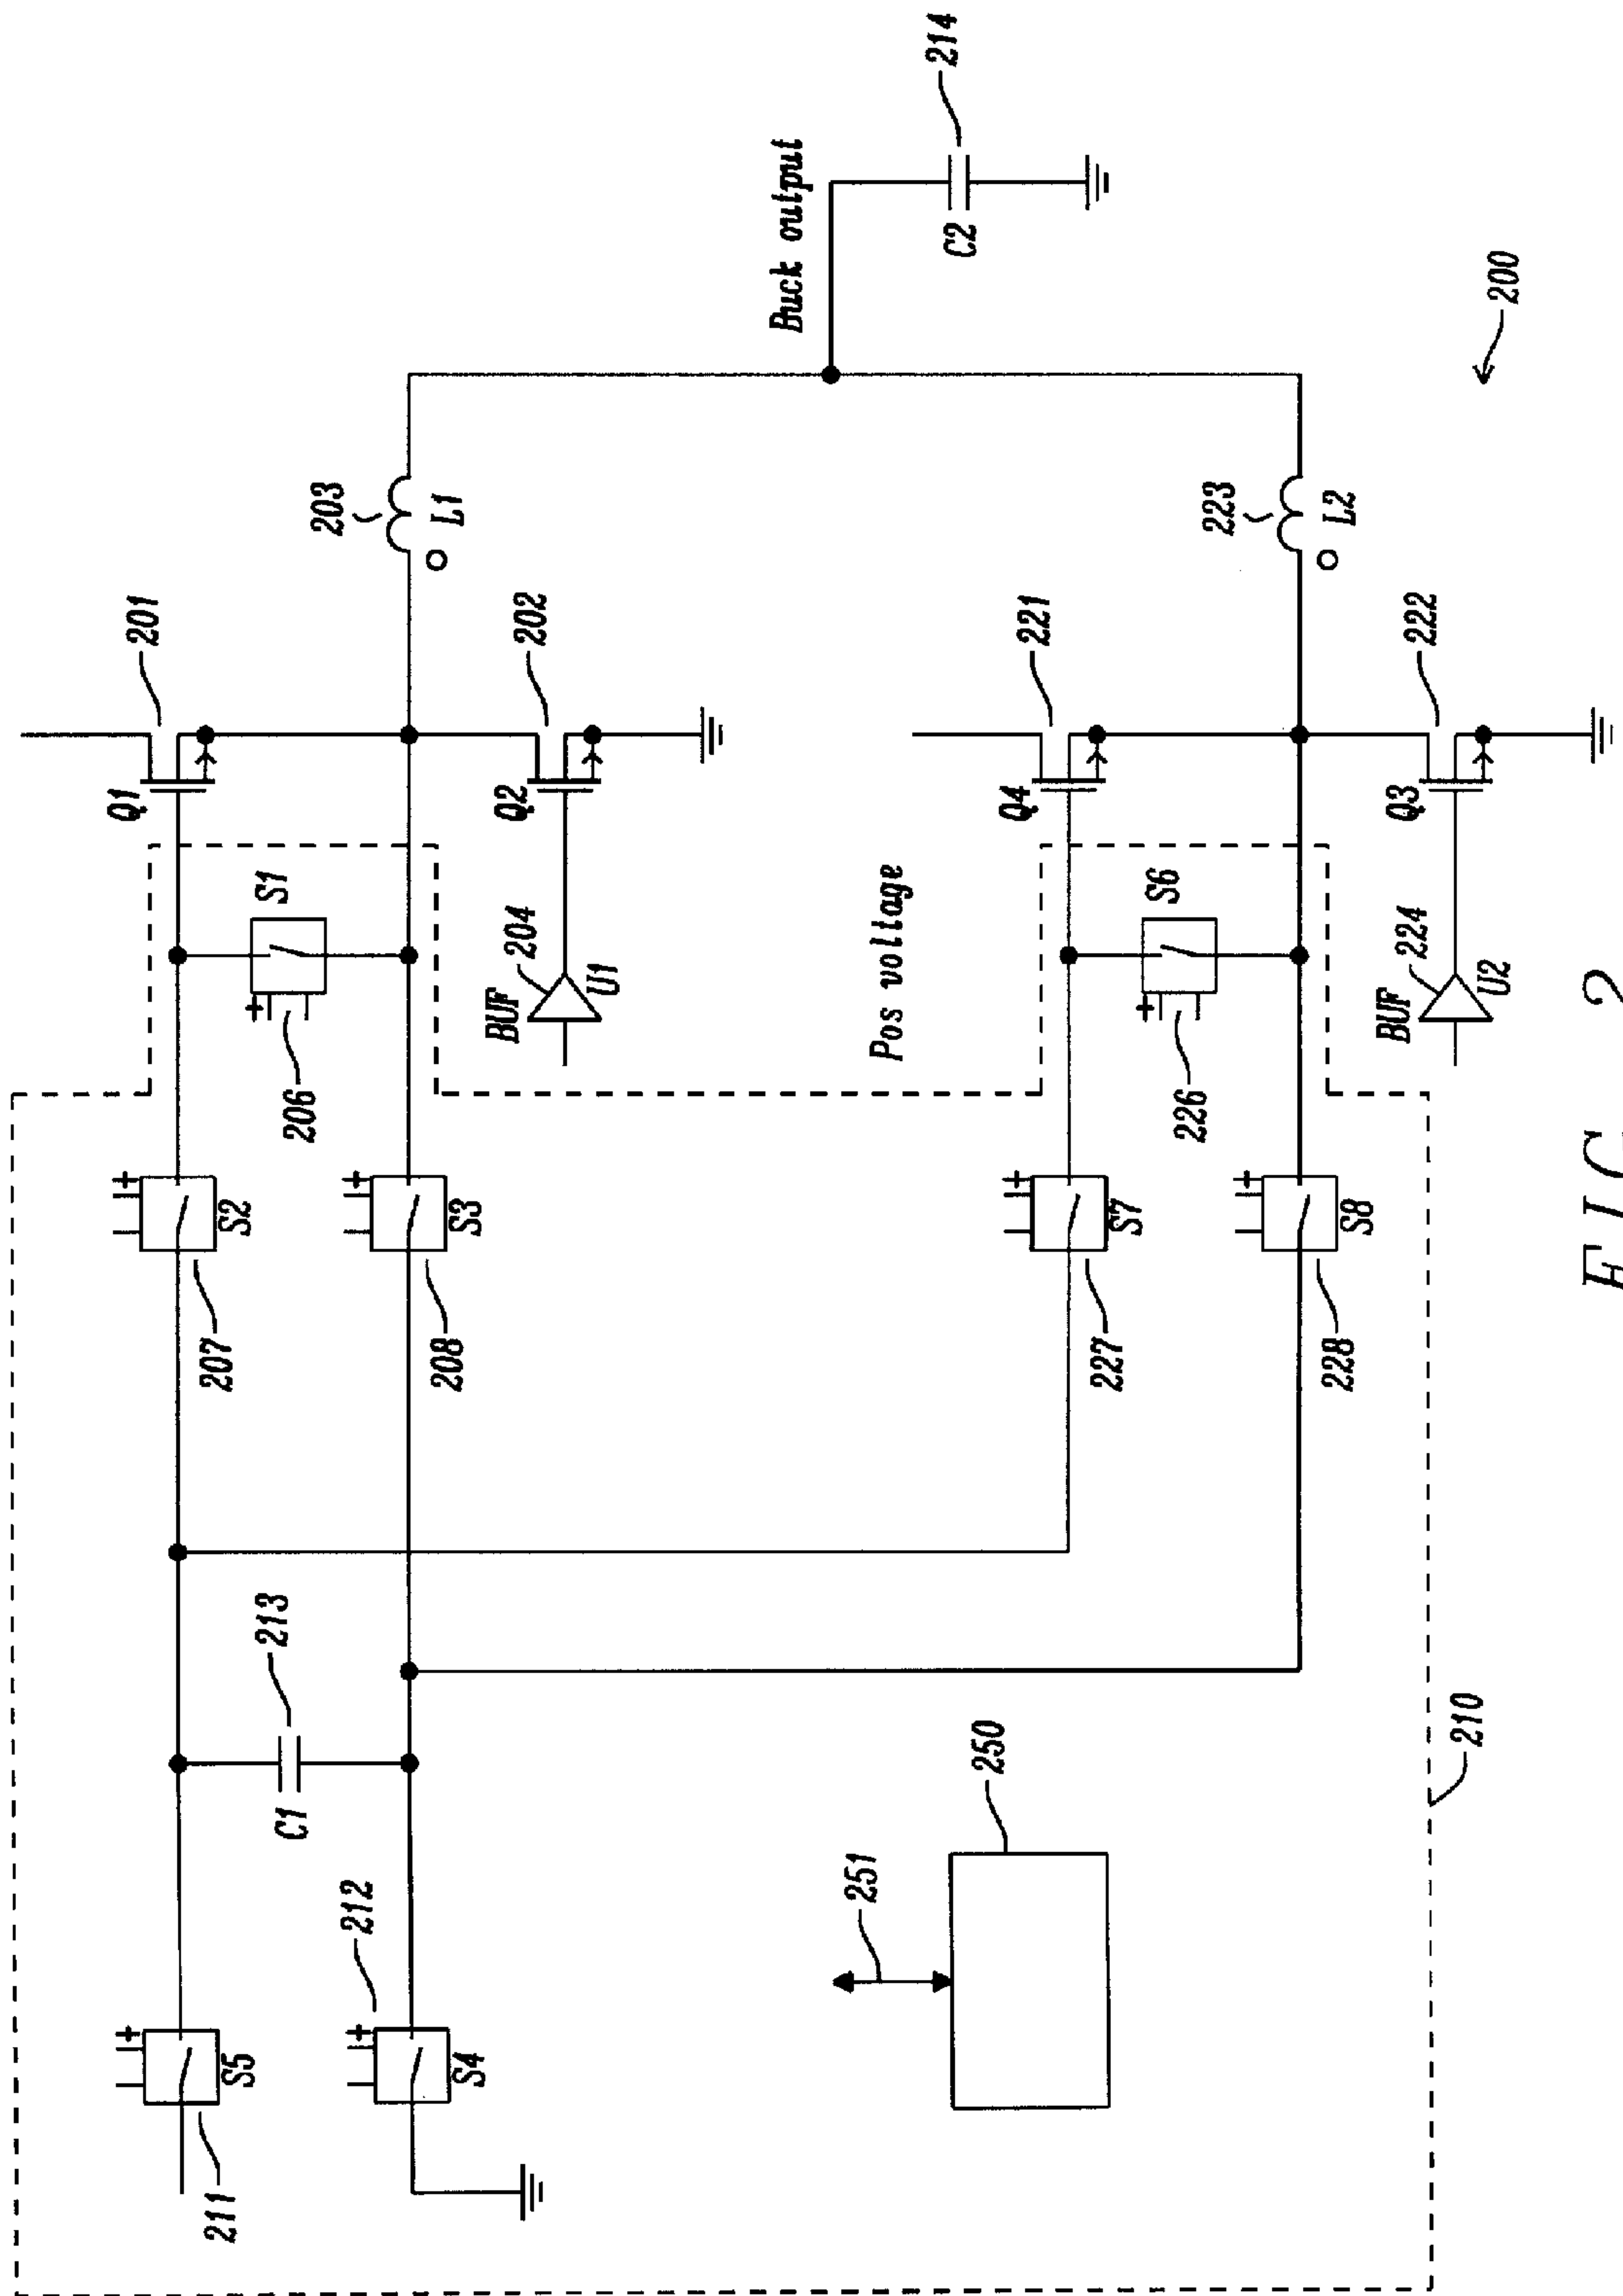 214
Buck output
C2
200
203
L1
223
L2
201
202
221
222
Q1
Q2
Q4
Q3
S1
204
BUF
U1
206
Pos voltage
S6
224
BUF
U2
226
+
+
+
S2
+
S3
+
S7
+
S8
207
208
227
228
213
C1
250
210
251
212
+
S5
+
S4
211
FIG. 2